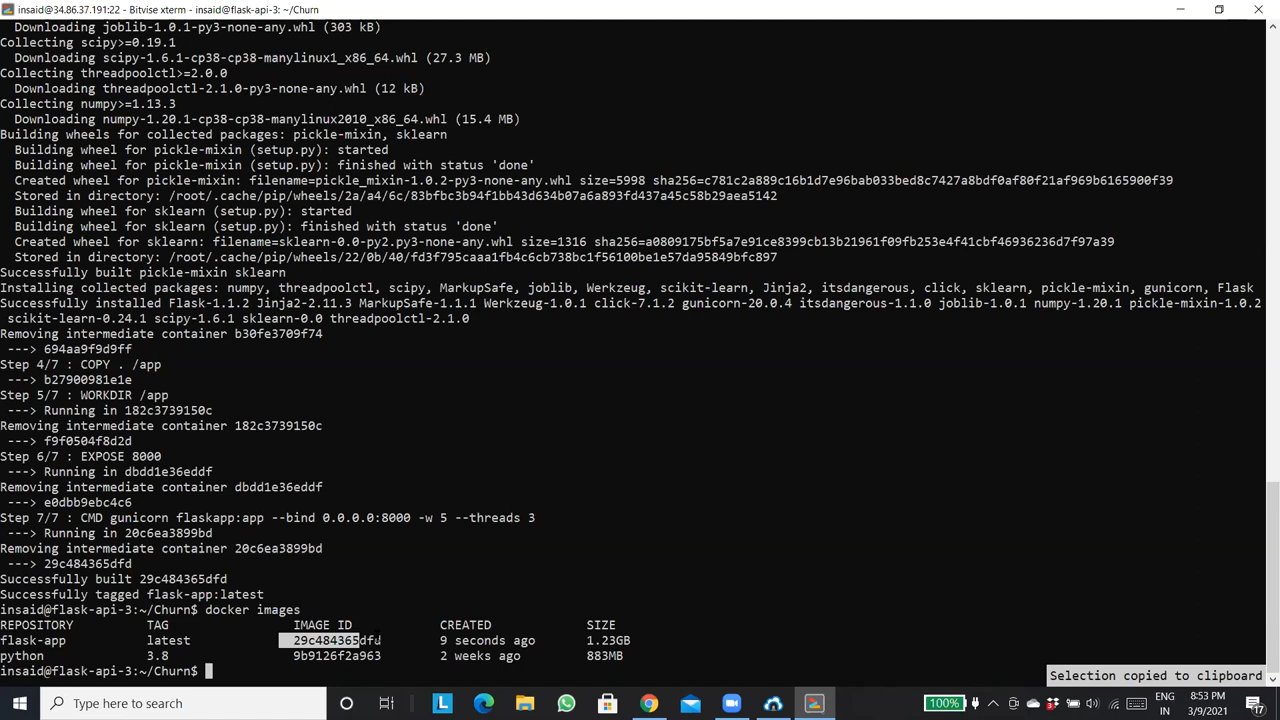 insaid@34.86.37.191:22 - Bitvise xterm - insaid@flask-api-3: ~/Churn
Downloading joblib-1.0.1-py3-none-any.whl (303 kB)
Collecting scipy>=0.19.1
Downloading scipy-1.6.1-cp38-cp38-manylinux1_x86_64.whl (27.3 MB)
Collecting threadpoolctl>=2.0.0
Downloading threadpoolctl-2.1.0-py3-none-any.whl (12 kB)
Collecting numpy>=1.13.3
Downloading numpy-1.20.1-cp38-cp38-manylinux2010_x86_64.whl (15.4 MB)
Building wheels for collected packages: pickle-mixin, sklearn
Building wheel for pickle-mixin (setup.py): started
Building wheel for pickle-mixin (setup.py): finished with status 'done'
Created wheel for pickle-mixin: filename=pickle_mixin-1.0.2-py3-none-any.whl size=5998 sha256=c781c2a889c16b1d7e96bab033bed8c7427a8bdf0af80f21af969b6165900f39
Stored in directory: /root/.cache/pip/wheels/2a/a4/6c/83bfbc3b94f1bb43d634b07a6a893fd437a45c58b29aea5142
Building wheel for sklearn (setup.py): started
Building wheel for sklearn (setup.py): finished with status 'done'
Created wheel for sklearn: filename=sklearn-0.0-py2.py3-none-any.whl size=1316 sha256=a0809175bf5a7e91ce8399cb13b21961f09fb253e4f41cbf46936236d7f97a39
Stored in directory: /root/.cache/pip/wheels/22/0b/40/fd3f795caaa1fb4c6cb738bc1f56100be1e57da95849bfc897
Successfully built pickle-mixin sklearn
Installing collected packages: numpy, threadpoolctl, scipy, MarkupSafe, joblib, Werkzeug, scikit-learn, Jinja2, itsdangerous, click, sklearn, pickle-mixin, gunicorn, Flask
Successfully installed Flask-1.1.2 Jinja2-2.11.3 MarkupSafe-1.1.1 Werkzeug-1.0.1 click-7.1.2 gunicorn-20.0.4 itsdangerous-1.1.0 joblib-1.0.1 numpy-1.20.1 pickle-mixin-1.0.2
scikit-learn-0.24.1 scipy-1.6.1 sklearn-0.0 threadpoolctl-2.1.0
Removing intermediate container b30fe3709f74
---> 694aa9f9d9ff
Step 4/7 : COPY . /app
---> b27900981e1e
Step 5/7 : WORKDIR /app
---> Running in 182c3739150c
Removing intermediate container 182c3739150c
---> f9f0504f8d2d
Step 6/7 : EXPOSE 8000
---> Running in dbdd1e36eddf
Removing intermediate container dbdd1e36eddf
---> e0dbb9ebc4c6
Step 7/7 : CMD gunicorn flaskapp:app --bind 0.0.0.0:8000 -w 5 --threads 3
---> Running in 20c6ea3899bd
Removing intermediate container 20c6ea3899bd
---> 29c484365dfd
Successfully built 29c484365dfd
Successfully tagged flask-app:latest
insaid@flask-api-3:~/Churn$ docker images
REPOSITORY TAG IMAGE ID CREATED SIZE
flask-app latest 29c484365dfd 9 seconds ago 1.23GB
python 3.8 9b9126f2a963 2 weeks ago 883MB
insaid@flask-api-3:~/Churn$
Selection copied to clipboard
Type here to search
L
100%
ENG
IN
8:53 PM
3/9/2021
17